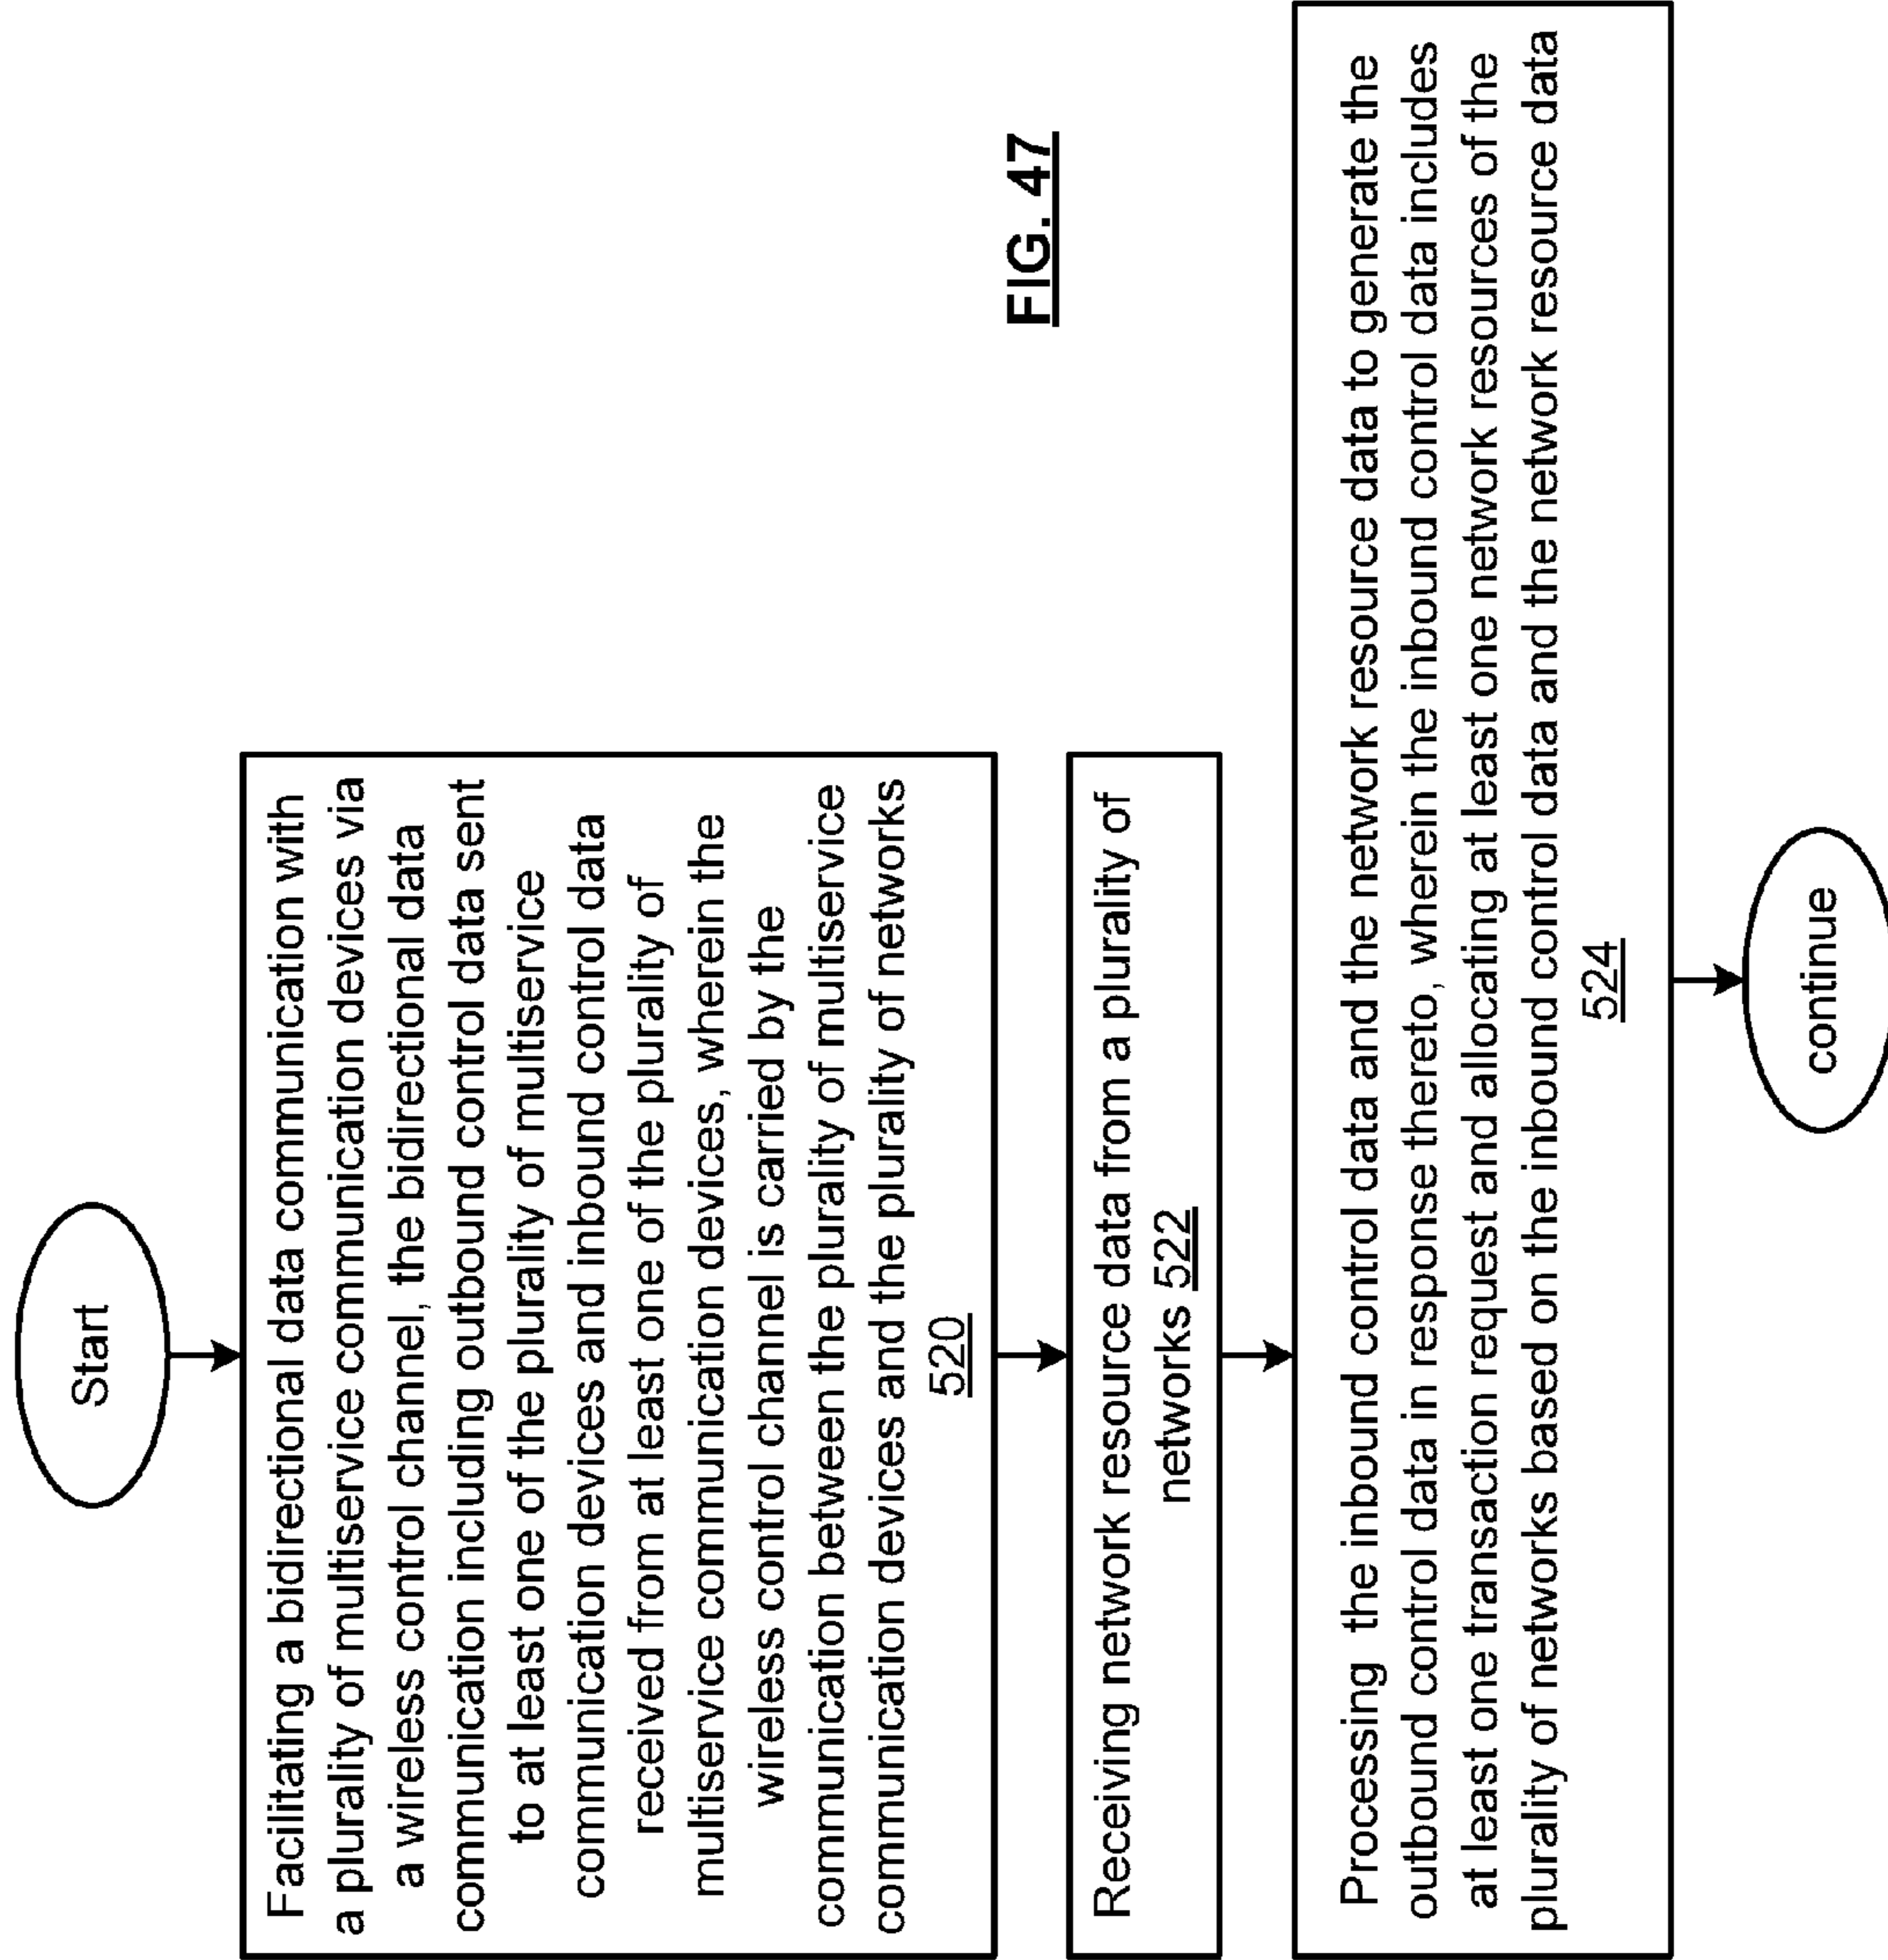 Start
Facilitating a bidirectional data communication with
a plurality of multiservice communication devices via
a wireless control channel, the bidirectional data
communication including outbound control data sent
to at least one of the plurality of multiservice
communication devices and inbound control data
received from at least one of the plurality of
multiservice communication devices, wherein the
wireless control channel is carried by the
communication between the plurality of multiservice
communication devices and the plurality of networks
520
Receiving network resource data from a plurality of
networks 522
FIG. 47
Processing the inbound control data and the network resource data to generate the
outbound control data in response thereto, wherein the inbound control data includes
at least one transaction request and allocating at least one network resources of the
plurality of networks based on the inbound control data and the network resource data
524
continue